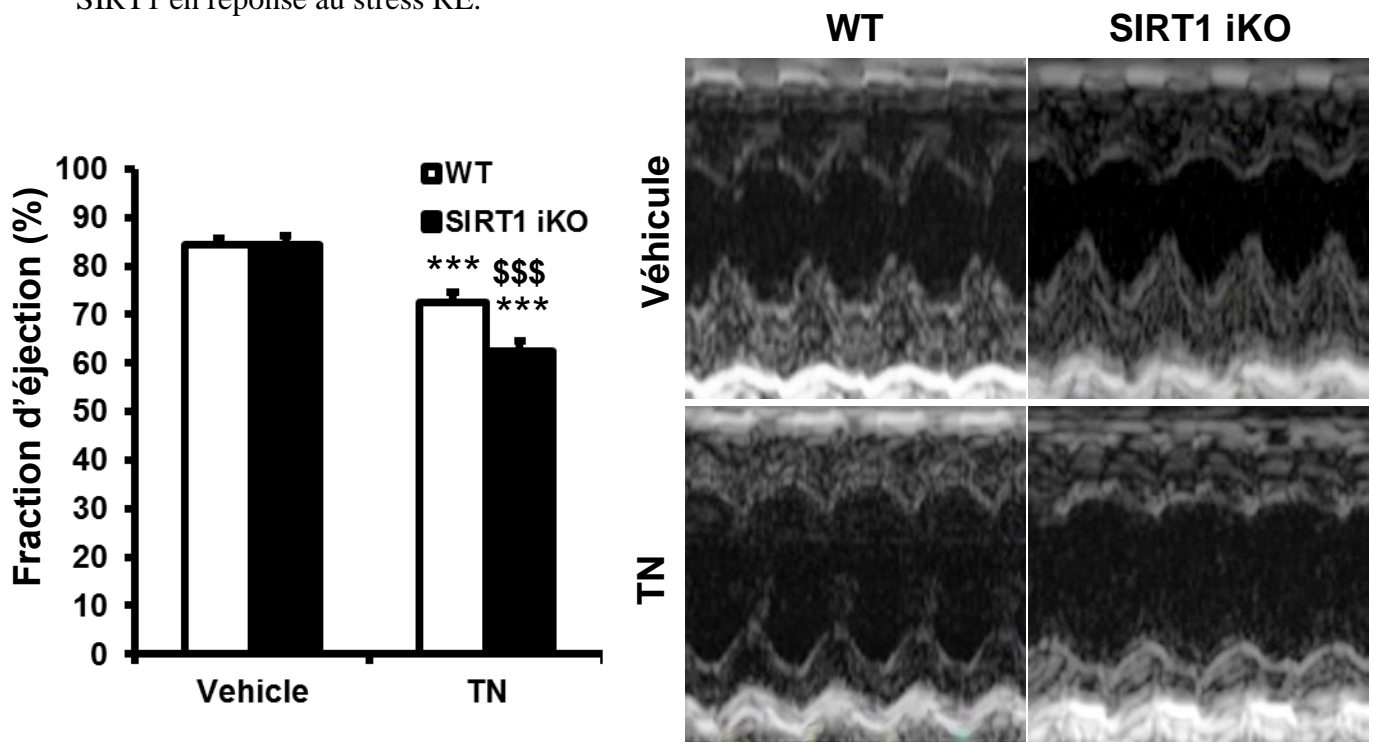 SIRT1 en réponse au stress RE.
WT SIRT1 iKO
Fraction d'éjection (%)
100
90
80
70
60
50
40
30
20
10
0
WT
SIRT1 iKO
*** $$$
***
Vehicle TN
Véhicule
TN